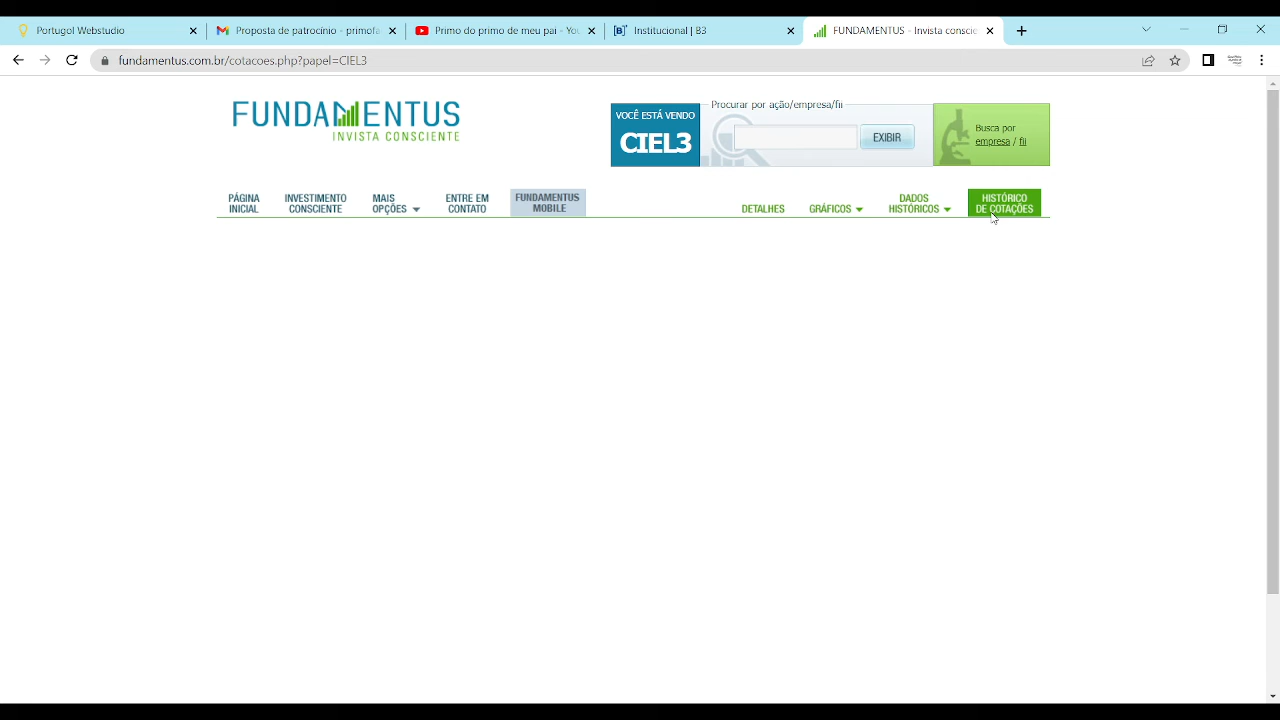 Portugol Webstudio
Proposta de patrocínio - primofa
Primo do primo de meu pai - You
Institucional | B3
FUNDAMENTUS - Invista conscie
fundamentus.com.br/cotacoes.php?papel=CIEL3
FUNDAMENTUS
INVISTA CONSCIENTE
VOCÊ ESTÁ VENDO
CIEL3
Procurar por ação/empresa/fii
EXIBIR
Busca por
empresa / fii
PÁGINA
INICIAL
INVESTIMENTO
CONSCIENTE
MAIS
OPÇÕES
ENTRE EM
CONTATO
FUNDAMENTUS
MOBILE
DETALHES
GRÁFICOS
DADOS
HISTÓRICOS
HISTÓRICO
DE COTAÇÕES